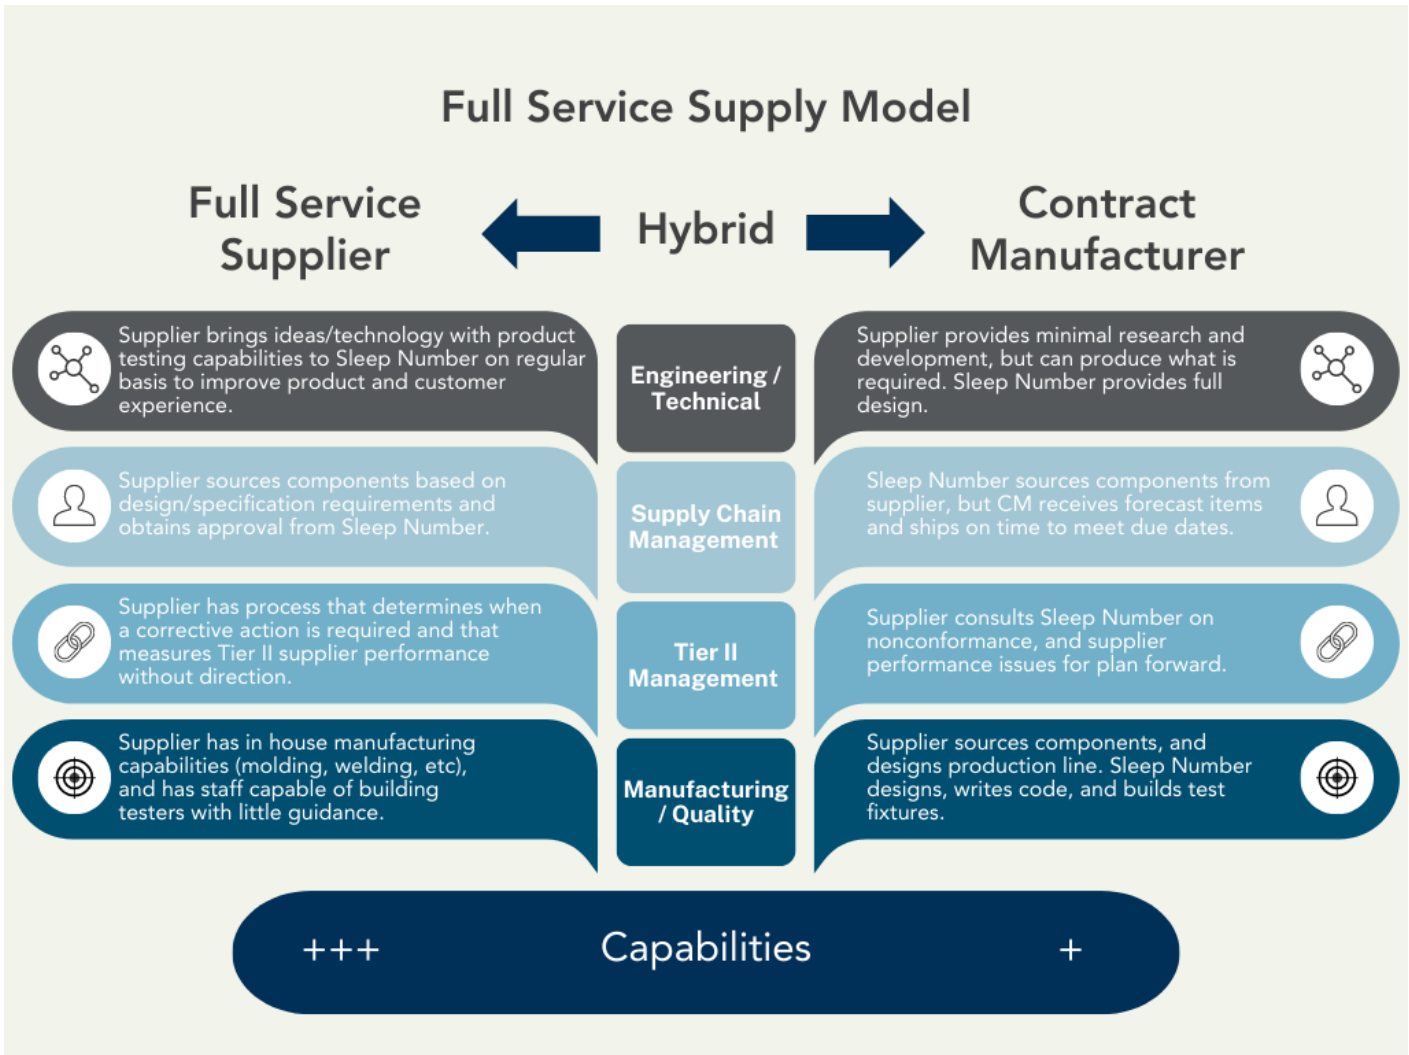 Full Service Supply Model
Full Service
Supplier
Hybrid
Contract
Manufacturer
Supplier brings ideas/technology with product
testing capabilities to Sleep Number on regular
basis to improve product and customer
experience.
Engineering /
Technical
Supplier provides minimal research and
development, but can produce what is
required. Sleep Number provides full
design.
Supplier sources components based on
design/specification requirements and
obtains approval from Sleep Number.
Supply Chain
Management
Sleep Number sources components from
supplier, but CM receives forecast items
and ships on time to meet due dates.
Supplier has process that determines when
a corrective action is required and that
measures Tier II supplier performance
without direction.
Tier II
Management
Supplier consults Sleep Number on
nonconformance, and supplier
performance issues for plan forward.
Supplier has in house manufacturing
capabilities (molding, welding, etc),
and has staff capable of building
testers with little guidance.
Manufacturing
/ Quality
Supplier sources components, and
designs production line. Sleep Number
designs, writes code, and builds test
fixtures.
+++ Capabilities +